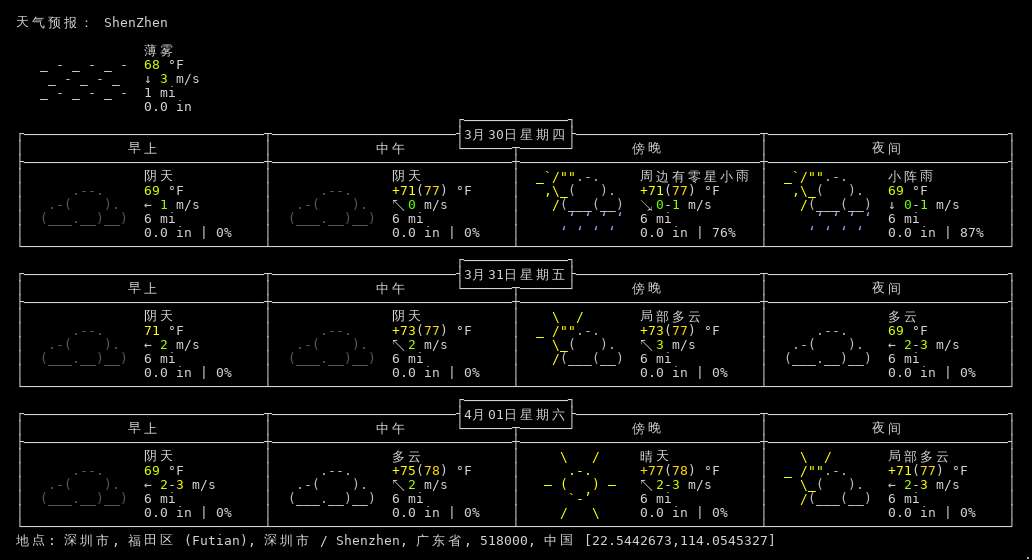 天气预报: ShenZhen
薄雾
68 °F
↓ 3 m/s
1 mi
0.0 in
3月30日星期四
早上 中午 傍晚 夜间
阴天 阴天 周边有零星小雨 小阵雨
69 °F +71(77) °F +71(77) °F 69 °F
← 1 m/s ↖ 0 m/s ↘ 0-1 m/s ↓ 0-1 m/s
6 mi 6 mi 6 mi 6 mi
0.0 in | 0% 0.0 in | 0% 0.0 in | 76% 0.0 in | 87%
3月31日星期五
早上 中午 傍晚 夜间
阴天 阴天 局部多云 多云
71 °F +73(77) °F +73(77) °F 69 °F
← 2 m/s ↖ 2 m/s ↖ 3 m/s ← 2-3 m/s
6 mi 6 mi 6 mi 6 mi
0.0 in | 0% 0.0 in | 0% 0.0 in | 0% 0.0 in | 0%
4月01日星期六
早上 中午 傍晚 夜间
阴天 多云 晴天 局部多云
69 °F +75(78) °F +77(78) °F +71(77) °F
← 2-3 m/s ↖ 2 m/s ↖ 2-3 m/s ← 2-3 m/s
6 mi 6 mi 6 mi 6 mi
0.0 in | 0% 0.0 in | 0% 0.0 in | 0% 0.0 in | 0%
地点: 深圳市, 福田区 (Futian), 深圳市 / Shenzhen, 广东省, 518000, 中国 [22.5442673,114.0545327]